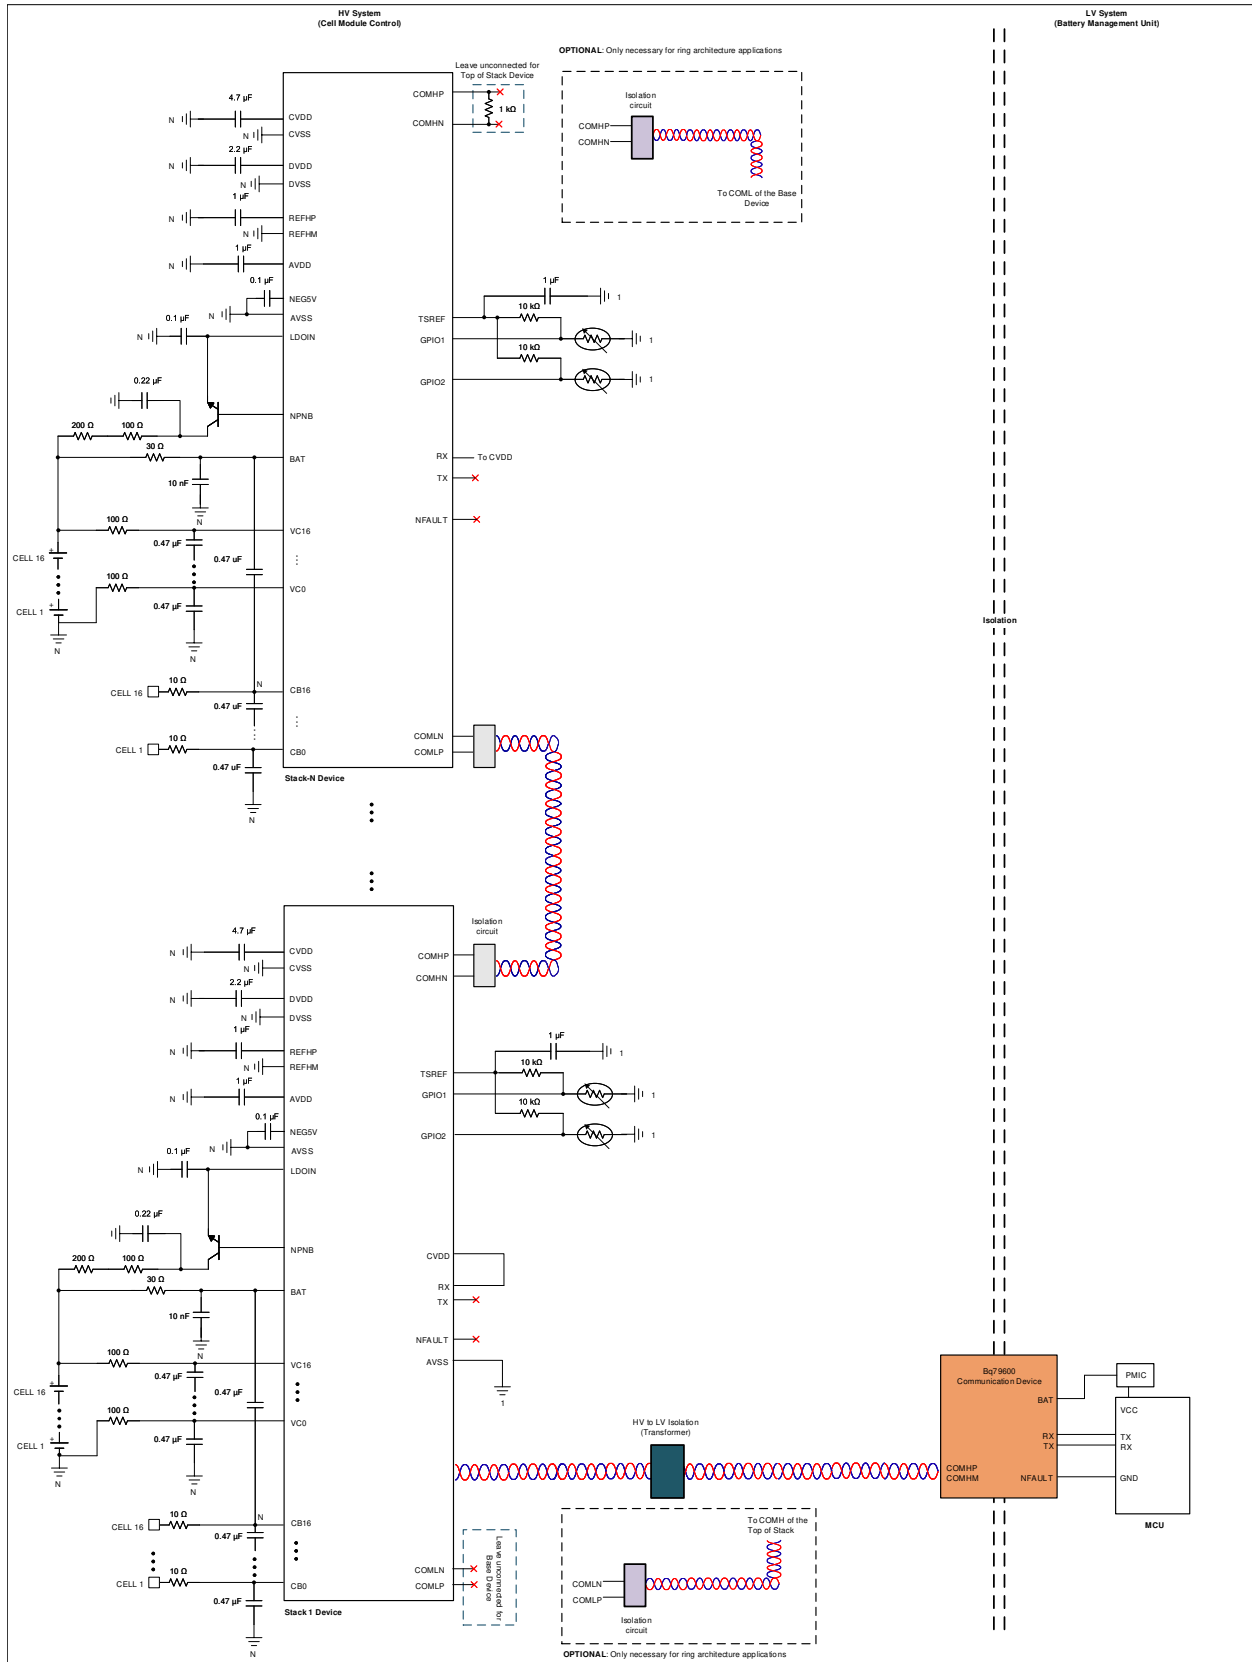 HV System
(Cell Module Control)
LV System
(Battery Management Unit)
OPTIONAL: Only necessary for ring architecture applications
Leave unconnected for
Top of Stack Device
COMHP
1 kΩ
COMHN
Isolation
circuit
COMHP
COMHN
To COML of the Base
Device
4.7 µF
N
CVDD
N
CVSS
2.2 µF
N
DVDD
N
DVSS
1 µF
N
REFHP
N
REFHM
1 µF
N
AVDD
0.1 µF
NEG5V
N
AVSS
0.1 µF
N
LDOIN
1 µF
1
10 kΩ
TSREF
GPIO1
1
10 kΩ
GPIO2
1
0.22 µF
NPNB
200 Ω
100 Ω
30 Ω
BAT
10 nF
N
RX
To CVDD
TX
NFAULT
100 Ω
VC16
0.47 µF
0.47 uF
CELL 16
100 Ω
VC0
0.47 µF
CELL 1
N
N
Isolation
10 Ω
N
CELL 16
CB16
0.47 uF
10 Ω
CELL 1
CB0
0.47 uF
N
COMLN
COMLP
Stack-N Device
Isolation
circuit
COMHP
COMHN
4.7 µF
N
CVDD
N
CVSS
2.2 µF
N
DVDD
N
DVSS
1 µF
N
REFHP
N
REFHM
1 µF
N
AVDD
0.1 µF
NEG5V
N
AVSS
0.1 µF
N
LDOIN
1 µF
1
10 kΩ
TSREF
GPIO1
1
10 kΩ
GPIO2
1
0.22 µF
NPNB
200 Ω
100 Ω
30 Ω
BAT
10 nF
N
CVDD
RX
TX
NFAULT
AVSS
1
100 Ω
VC16
0.47 µF
0.47 µF
CELL 16
100 Ω
VC0
0.47 µF
CELL 1
N
N
Bq79600
Communication Device
BAT
RX
TX
COMHP
COMHM
NFAULT
PMIC
VCC
TX
RX
GND
MCU
HV to LV Isolation
(Transformer)
10 Ω
N
CELL 16
CB16
0.47 µF
10 Ω
CELL 1
CB0
0.47 µF
N
COMLN
COMLP
Leave unconnected for
Base Device
Stack 1 Device
To COMH of the
Top of Stack
COMLN
COMLP
Isolation
circuit
OPTIONAL: Only necessary for ring architecture applications